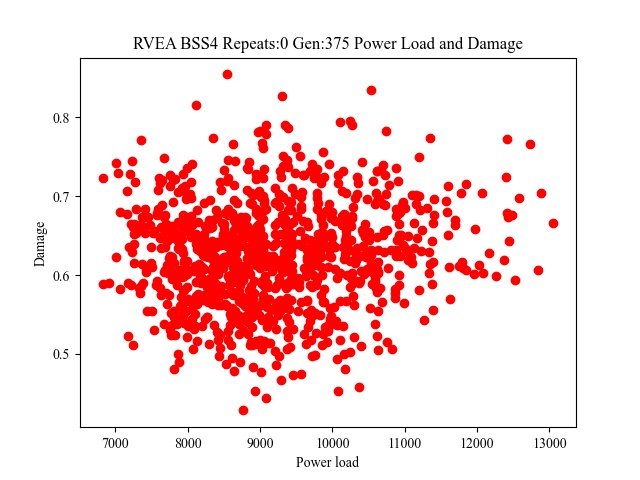 RVEA BSS4 Repeats:0 Gen:375 Power Load and Damage
0.8
0.7
0.6
0.5
Damage
7000 8000 9000 10000 11000 12000 13000
Power load